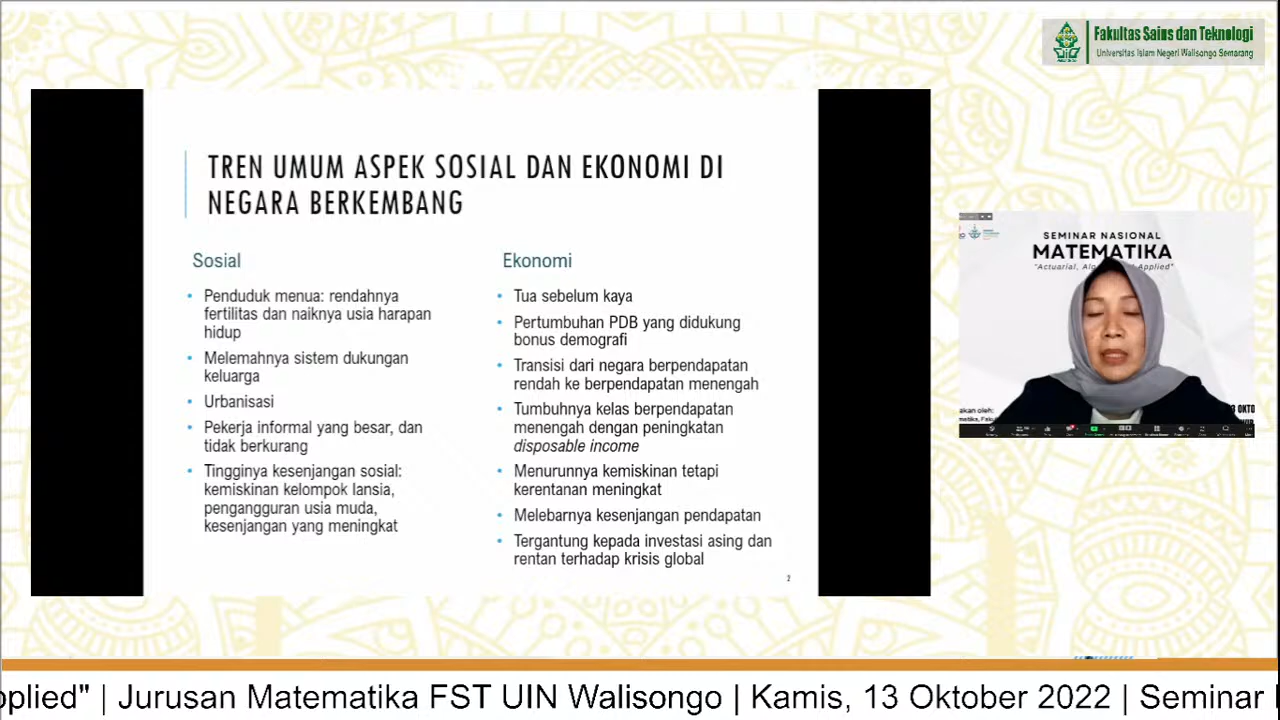 Fakultas Sains dan Teknologi
Universitas Islam Negeri Walisongo Semarang
TREN UMUM ASPEK SOSIAL DAN EKONOMI DI
NEGARA BERKEMBANG
Sosial
• Penduduk menua: rendahnya
fertilitas dan naiknya usia harapan
hidup
• Melemahnya sistem dukungan
keluarga
• Urbanisasi
• Pekerja informal yang besar, dan
tidak berkurang
• Tingginya kesenjangan sosial:
kemiskinan kelompok lansia,
pengangguran usia muda,
kesenjangan yang meningkat
Ekonomi
• Tua sebelum kaya
• Pertumbuhan PDB yang didukung
bonus demografi
• Transisi dari negara berpendapatan
rendah ke berpendapatan menengah
• Tumbuhnya kelas berpendapatan
menengah dengan peningkatan
disposable income
• Menurunnya kemiskinan tetapi
kerentanan meningkat
• Melebarnya kesenjangan pendapatan
• Tergantung kepada investasi asing dan
rentan terhadap krisis global
2
SEMINAR NASIONAL
MATEMATIKA
"Actuarial, Applied"
akan oleh:
OKTO
pplied" | Jurusan Matematika FST UIN Walisongo | Kamis, 13 Oktober 2022 | Seminar